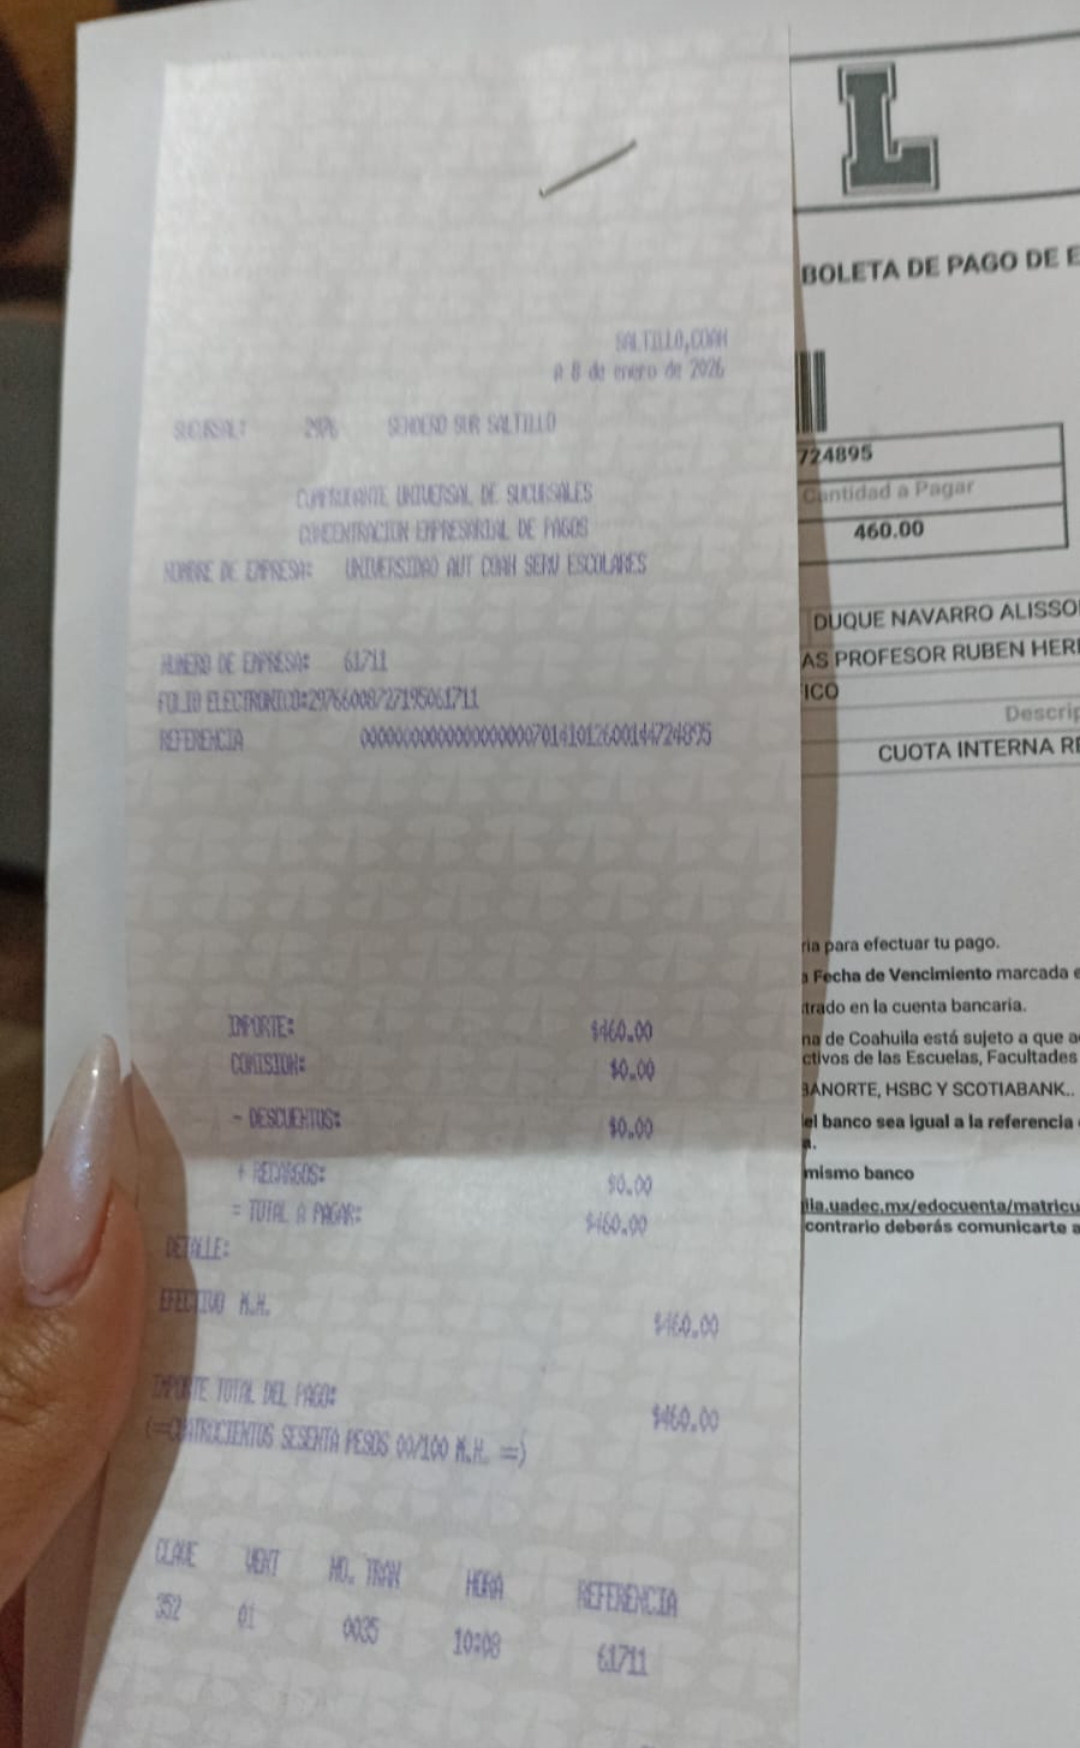 SALTILLO,COAH
A 8 de enero de 2026
SUCURSAL: 2976 SENDERO SUR SALTILLO
COMPROBANTE UNIVERSAL DE SUCURSALES
CONCENTRACION EMPRESARIAL DE PAGOS
NOMBRE DE EMPRESA: UNIVERSIDAD AUT COAH SERV ESCOLARES
NUMERO DE EMPRESA: 61711
FOLIO ELECTRONICO:29766008727195061711
REFERENCIA
IMPORTE: $460.00
COMISION: $0.00
- DESCUENTOS: $0.00
+ RECARGOS: $0.00
= TOTAL A PAGAR: $460.00
DETALLE:
EFECTIVO M.N. $460.00
IMPORTE TOTAL DEL PAGO: $460.00
(=CUATROCIENTOS SESENTA PESOS 00/100 M.N. =)
CLAVE VENT NO. TRAN HORA REFERENCIA
352 01 0035 10:08 61711
L
BOLETA DE PAGO DE E
724895
Cantidad a Pagar
460.00
DUQUE NAVARRO ALISSO
AS PROFESOR RUBEN HER
ICO
Descrip
CUOTA INTERNA RE
ria para efectuar tu pago.
a Fecha de Vencimiento marcada e
trado en la cuenta bancaria.
na de Coahuila está sujeto a que a
ctivos de las Escuelas, Facultades
BANORTE, HSBC Y SCOTIABANK..
el banco sea igual a la referencia
a.
mismo banco
ila.uadec.mx/edocuenta/matricu
contrario deberás comunicarte a